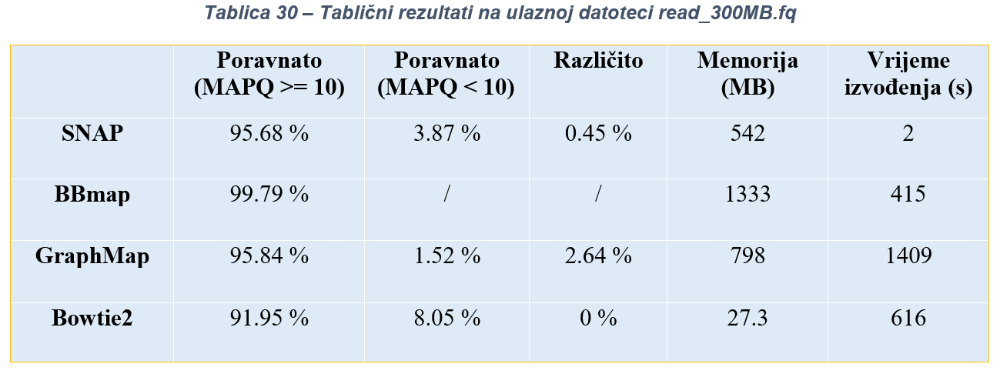 Tablica 30 – Tablični rezultati na ulaznoj datoteci read_300MB.fq
Poravnato (MAPQ >= 10) Poravnato (MAPQ < 10) Različito Memorija (MB) Vrijeme izvođenja (s)
SNAP 95.68 % 3.87 % 0.45 % 542 2
BBmap 99.79 % / / 1333 415
GraphMap 95.84 % 1.52 % 2.64 % 798 1409
Bowtie2 91.95 % 8.05 % 0 % 27.3 616